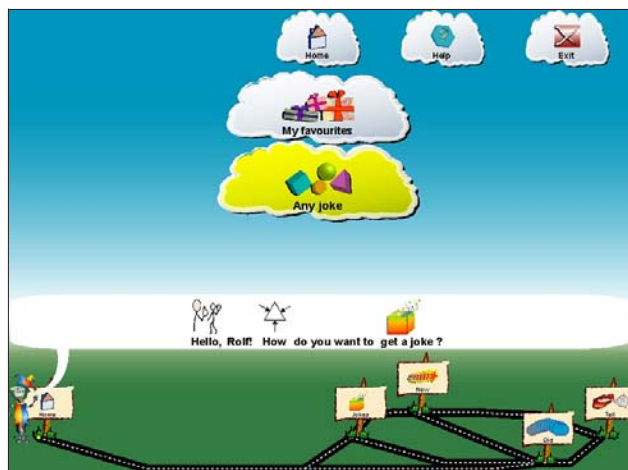 Home
Help
Exit
My favourites
Any joke
Hello, Rolf! How do you want to get a joke ?
Home
Jokes
New
Old
Tell